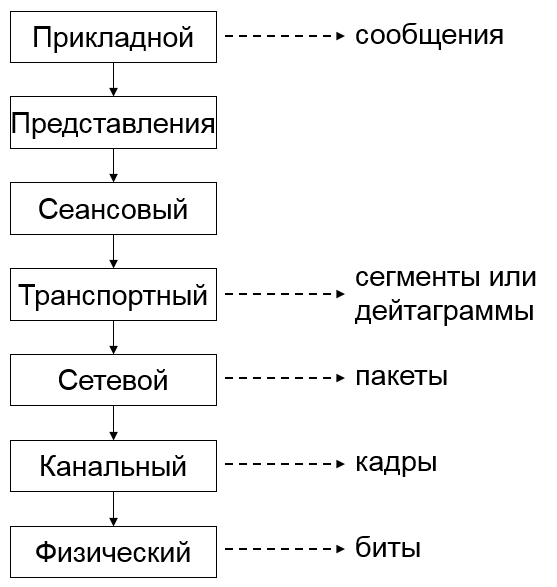 Прикладной
сообщения
Представления
Сеансовый
Транспортный
сегменты или
дейтаграммы
Сетевой
пакеты
Канальный
кадры
Физический
биты